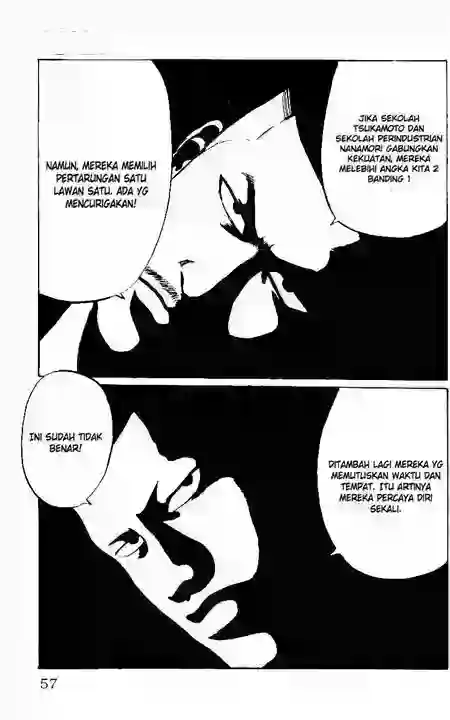 JIKA SEKOLAH
TSUKAMOTO DAN
SEKOLAH PERINDUSTRIAN
NANAMORI GABUNGKAN
KEKUATAN, MEREKA
MELEBIHI ANGKA KITA 2
BANDING 1
NAMUN, MEREKA MEMILIH
PERTARUNGAN SATU
LAWAN SATU. ADA YG
MENCURIGAKAN!
DITAMBAH LAGI MEREKA YG
MEMUTUSKAN WAKTU DAN
TEMPAT. ITU ARTINYA
MEREKA PERCAYA DIRI
SEKALI.
INI SUDAH TIDAK
BENAR!
57